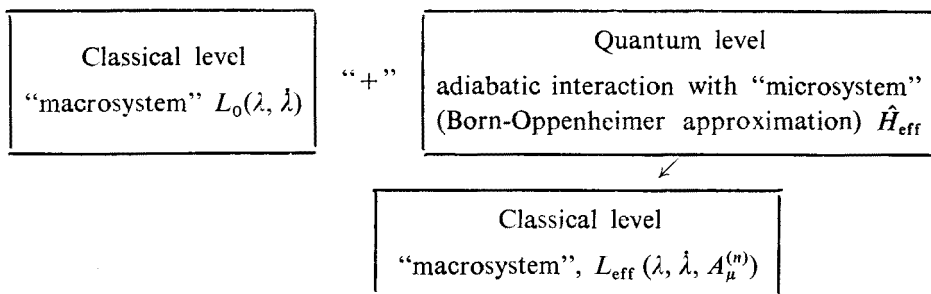 Classical level
“macrosystem” L₀(λ, λ̇)
“+”
Quantum level
adiabatic interaction with “microsystem”
(Born-Oppenheimer approximation) Ĥ_eff
Classical level
“macrosystem”, L_eff (λ, λ̇, A_μ^(n))